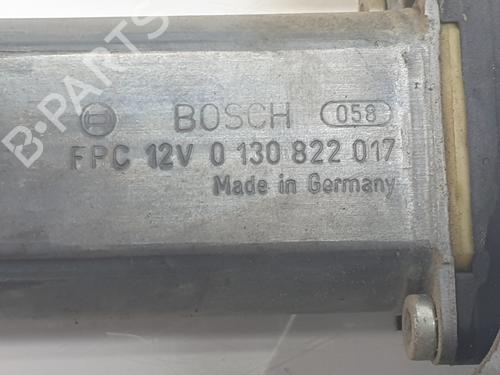 B-PARTS
BOSCH 058
FPC 12V 0 130 822 017
Made in Germany